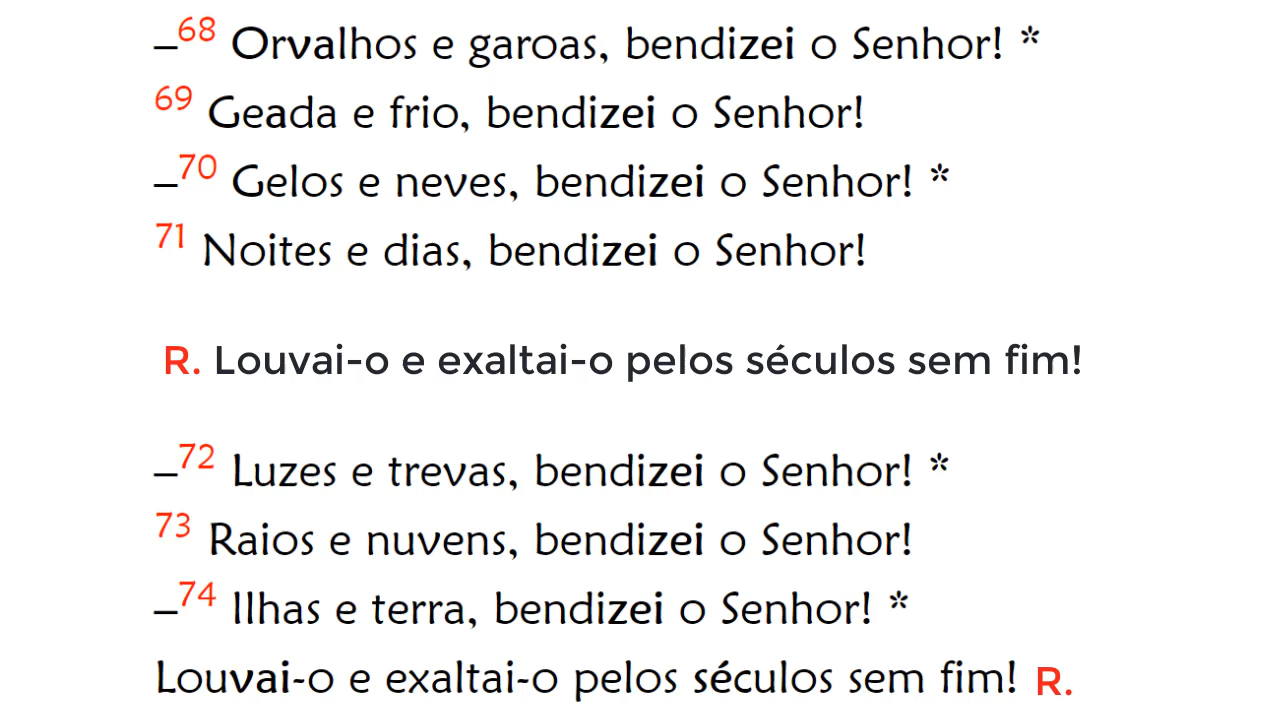 –68 Orvalhos e garoas, bendizei o Senhor! *
69 Geada e frio, bendizei o Senhor!
–70 Gelos e neves, bendizei o Senhor! *
71 Noites e dias, bendizei o Senhor!
R. Louvai-o e exaltai-o pelos séculos sem fim!
–72 Luzes e trevas, bendizei o Senhor! *
73 Raios e nuvens, bendizei o Senhor!
–74 Ilhas e terra, bendizei o Senhor! *
Louvai-o e exaltai-o pelos séculos sem fim! R.